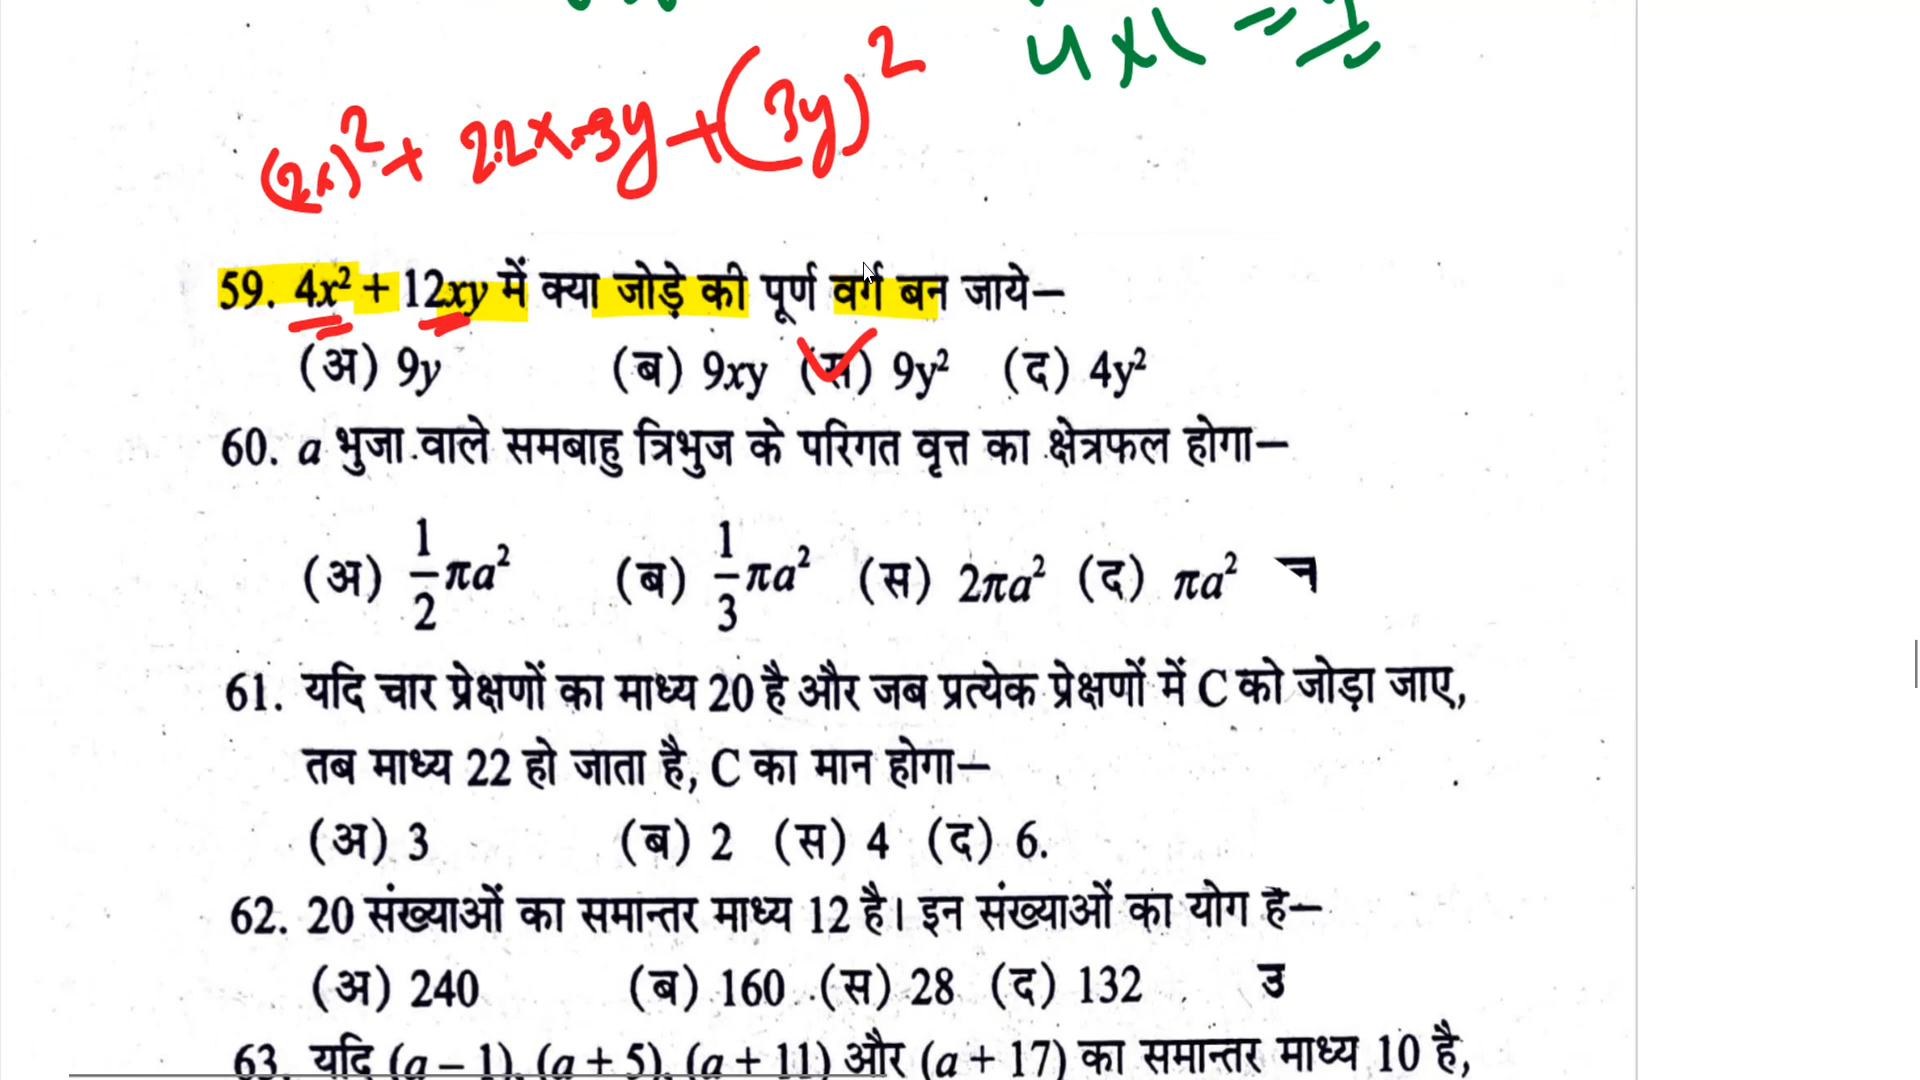 4x1 =
(2x)² + 2.2x.3y + (3y)²
59. 4x² + 12xy में क्या जोड़े की पूर्ण वर्ग बन जाये–
(अ) 9y (ब) 9xy (स) 9y² (द) 4y²
60. a भुजा वाले समबाहु त्रिभुज के परिगत वृत्त का क्षेत्रफल होगा–
(अ) 1/2 πa² (ब) 1/3 πa² (स) 2πa² (द) πa²
61. यदि चार प्रेक्षणों का माध्य 20 है और जब प्रत्येक प्रेक्षणों में C को जोड़ा जाए,
तब माध्य 22 हो जाता है, C का मान होगा–
(अ) 3 (ब) 2 (स) 4 (द) 6.
62. 20 संख्याओं का समान्तर माध्य 12 है। इन संख्याओं का योग है–
(अ) 240 (ब) 160 (स) 28 (द) 132 उ
63. यदि (a – 1), (a + 5), (a + 11) और (a + 17) का समान्तर माध्य 10 है,